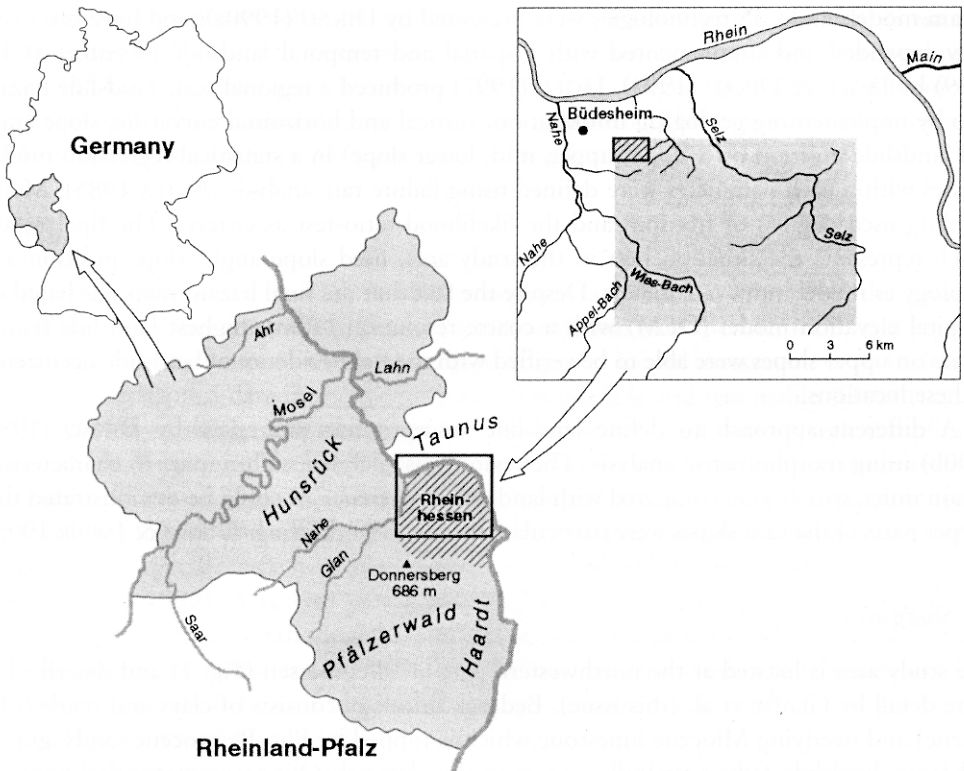 Germany
Rhein
Main
Büdesheim
Nahe
Selz
Selz
Nahe
Wies-Bach
Appel-Bach
0 3 6 km
Ahr
Lahn
Mosel
Taunus
Hunsrück
Rhein-
hessen
Nahe
Glan
Donnersberg
686 m
Saar
Pfälzerwald
Haardt
Rheinland-Pfalz